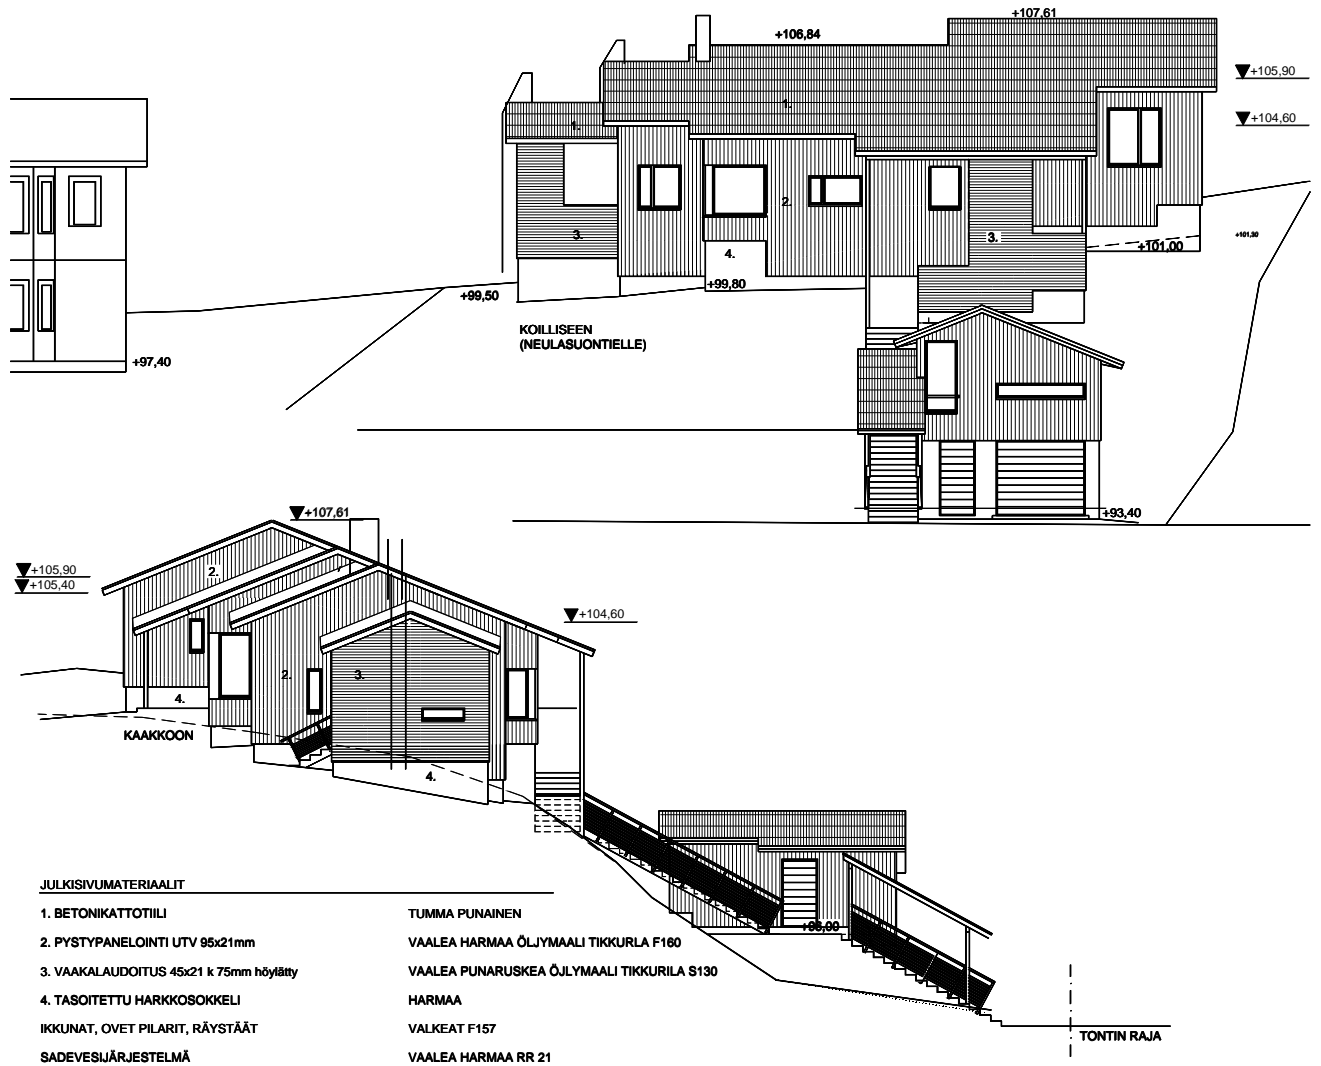 +107,61
+106,84
+105,90
1.
+104,60
1.
2.
3.
3.
+101,30
+101,00
4.
+99,80
+99,50
KOILLISEEN
(NEULASUONTIELLE)
+97,40
+93,40
+107,61
+105,90
+105,40
2.
+104,60
2.
3.
4.
KAAKKOON
4.
+96,00
JULKISIVUMATERIAALIT
1. BETONIKATTOTIILI TUMMA PUNAINEN
2. PYSTYPANELOINTI UTV 95x21mm VAALEA HARMAA ÖLJYMAALI TIKKURLA F160
3. VAAKALAUDOITUS 45x21 k 75mm höylätty VAALEA PUNARUSKEA ÖJLYMAALI TIKKURILA S130
4. TASOITETTU HARKKOSOKKELI HARMAA
IKKUNAT, OVET PILARIT, RÄYSTÄÄT VALKEAT F157
SADEVESIJÄRJESTELMÄ VAALEA HARMAA RR 21
TONTIN RAJA